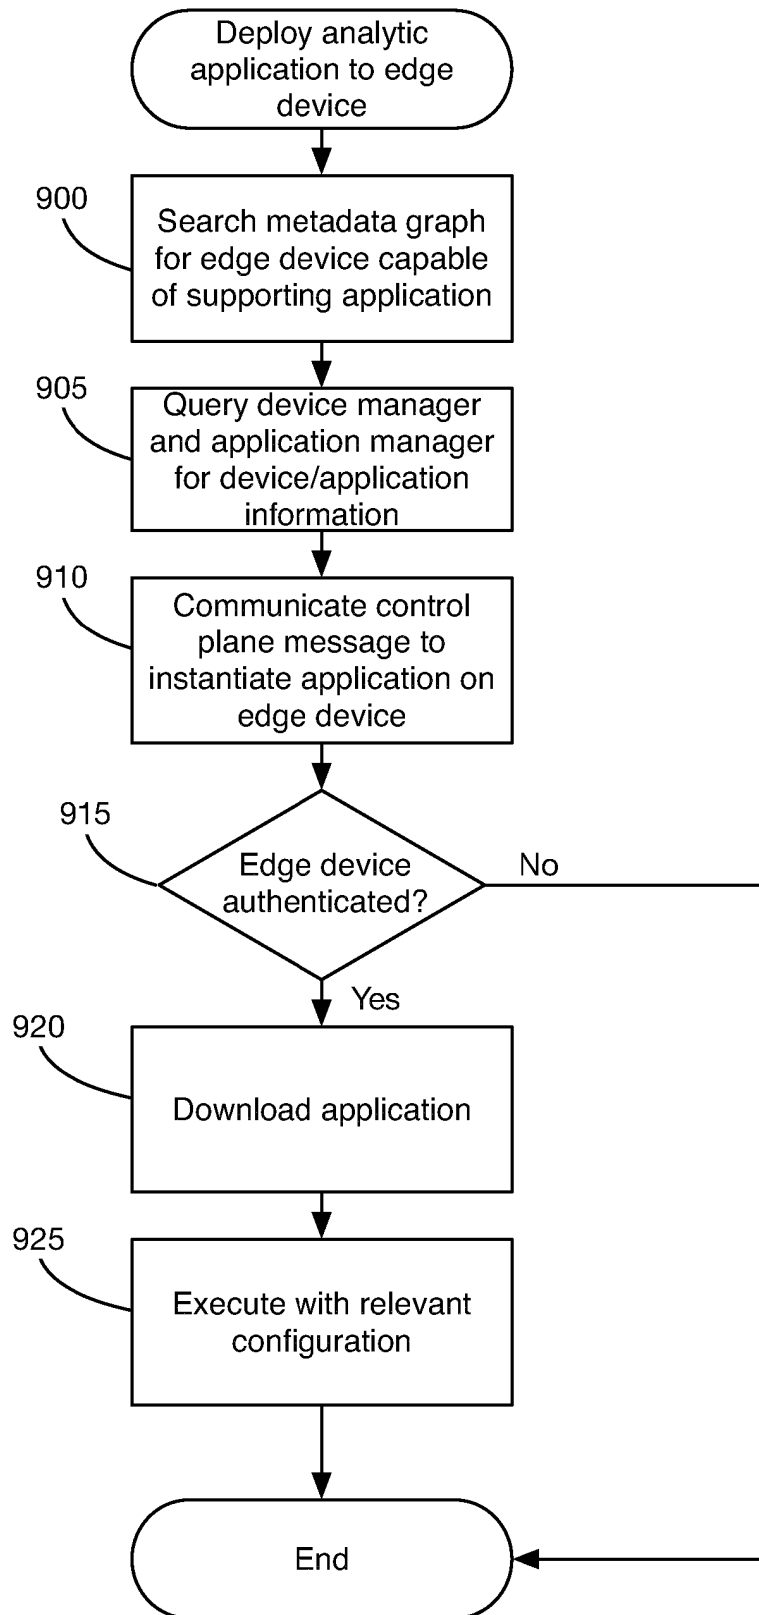 Deploy analytic
application to edge
device
900
Search metadata graph
for edge device capable
of supporting application
905
Query device manager
and application manager
for device/application
information
910
Communicate control
plane message to
instantiate application on
edge device
915
Edge device
authenticated?
No
Yes
920
Download application
925
Execute with relevant
configuration
End